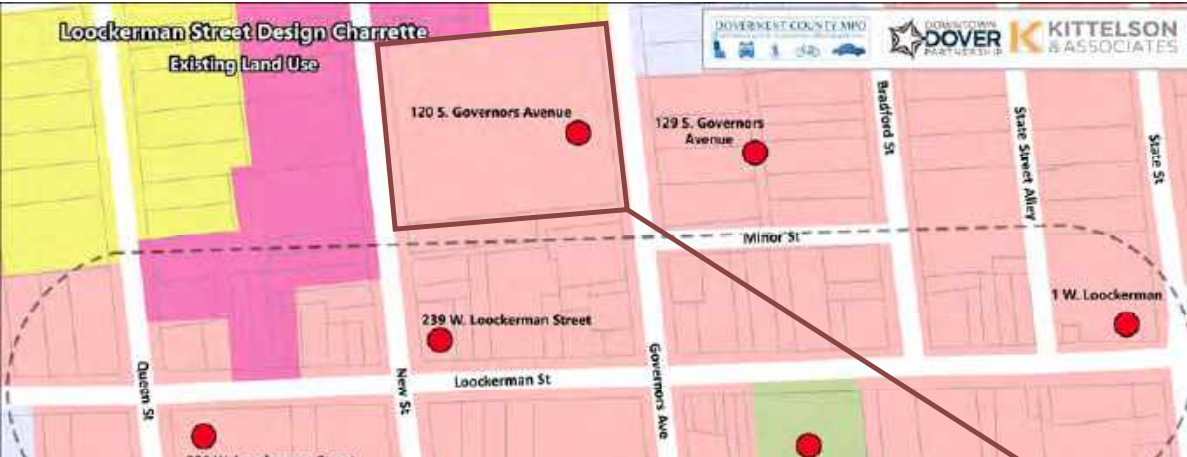 Loockerman Street Design Charrette
Existing Land Use
DOVER/KENT COUNTY MPO
DOWNTOWN
DOVER
PARTNERSHIP
KITTELSON
& ASSOCIATES
120 S. Governors Avenue
129 S. Governors
Avenue
Bradford St
State Street Alley
State St
Minor St
1 W. Loockerman
239 W. Loockerman Street
Queen St
New St
Loockerman St
Governors Ave